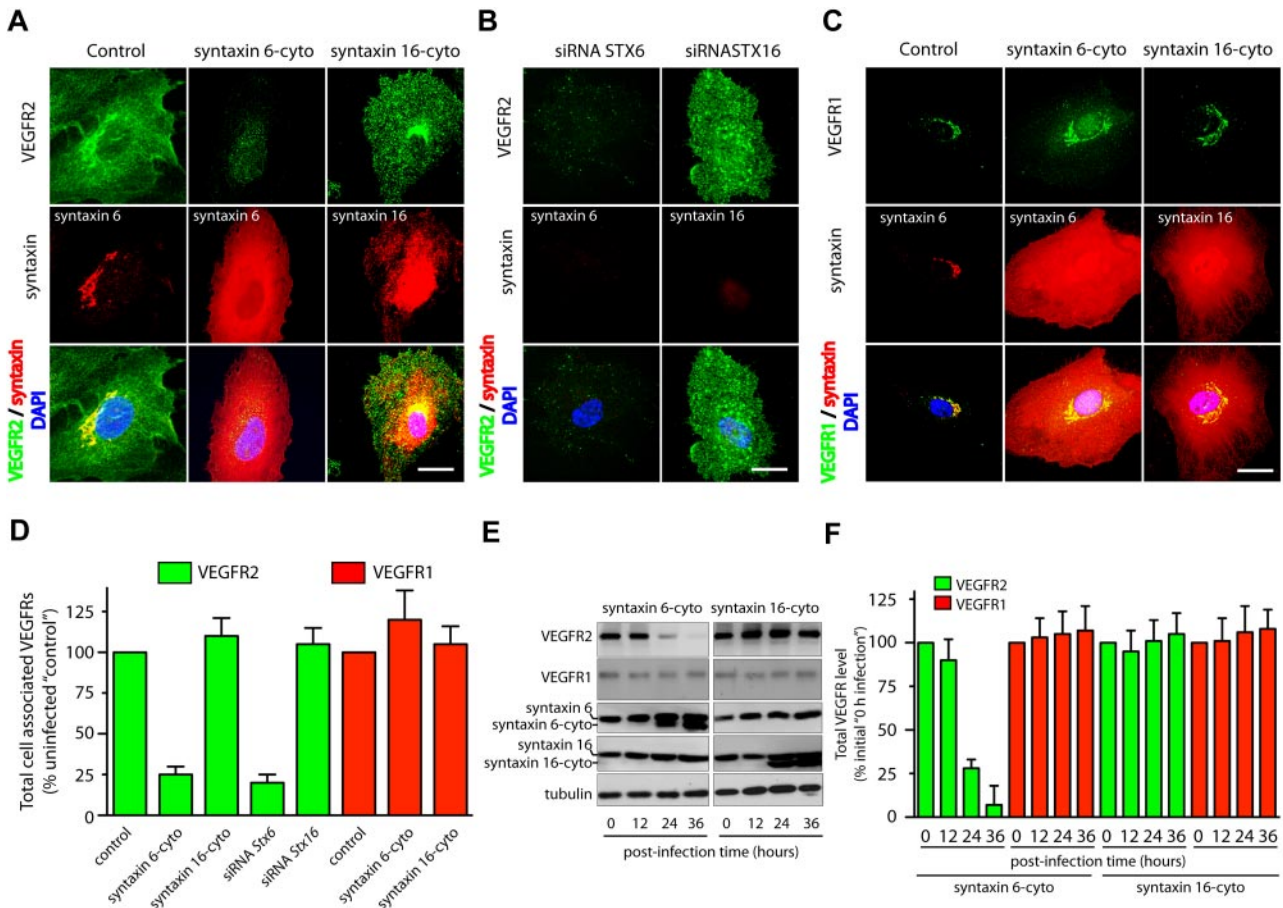 A
Control
syntaxin 6-cyto
syntaxin 16-cyto
VEGFR2
syntaxin
VEGFR2 / syntaxin
DAPI
syntaxin 6
syntaxin 6
syntaxin 16
B
siRNA STX6
siRNASTX16
VEGFR2
syntaxin
VEGFR2 / syntaxin
DAPI
syntaxin 6
syntaxin 16
C
Control
syntaxin 6-cyto
syntaxin 16-cyto
VEGFR1
syntaxin
VEGFR1 / syntaxin
DAPI
syntaxin 6
syntaxin 16
D
VEGFR2
VEGFR1
Total cell associated VEGFRs
(% uninfected "control")
125
100
75
50
25
0
control
syntaxin 6-cyto
syntaxin 16-cyto
siRNA Stx6
siRNA Stx16
control
syntaxin 6-cyto
syntaxin 16-cyto
E
syntaxin 6-cyto
syntaxin 16-cyto
VEGFR2
VEGFR1
syntaxin 6
syntaxin 6-cyto
syntaxin 16
syntaxin 16-cyto
tubulin
0 12 24 36 0 12 24 36
post-infection time (hours)
F
VEGFR2
VEGFR1
Total VEGFR level
(% initial "0 h infection")
125
100
75
50
25
0
0 12 24 36 0 12 24 36 0 12 24 36 0 12 24 36
post-infection time (hours)
syntaxin 6-cyto
syntaxin 16-cyto